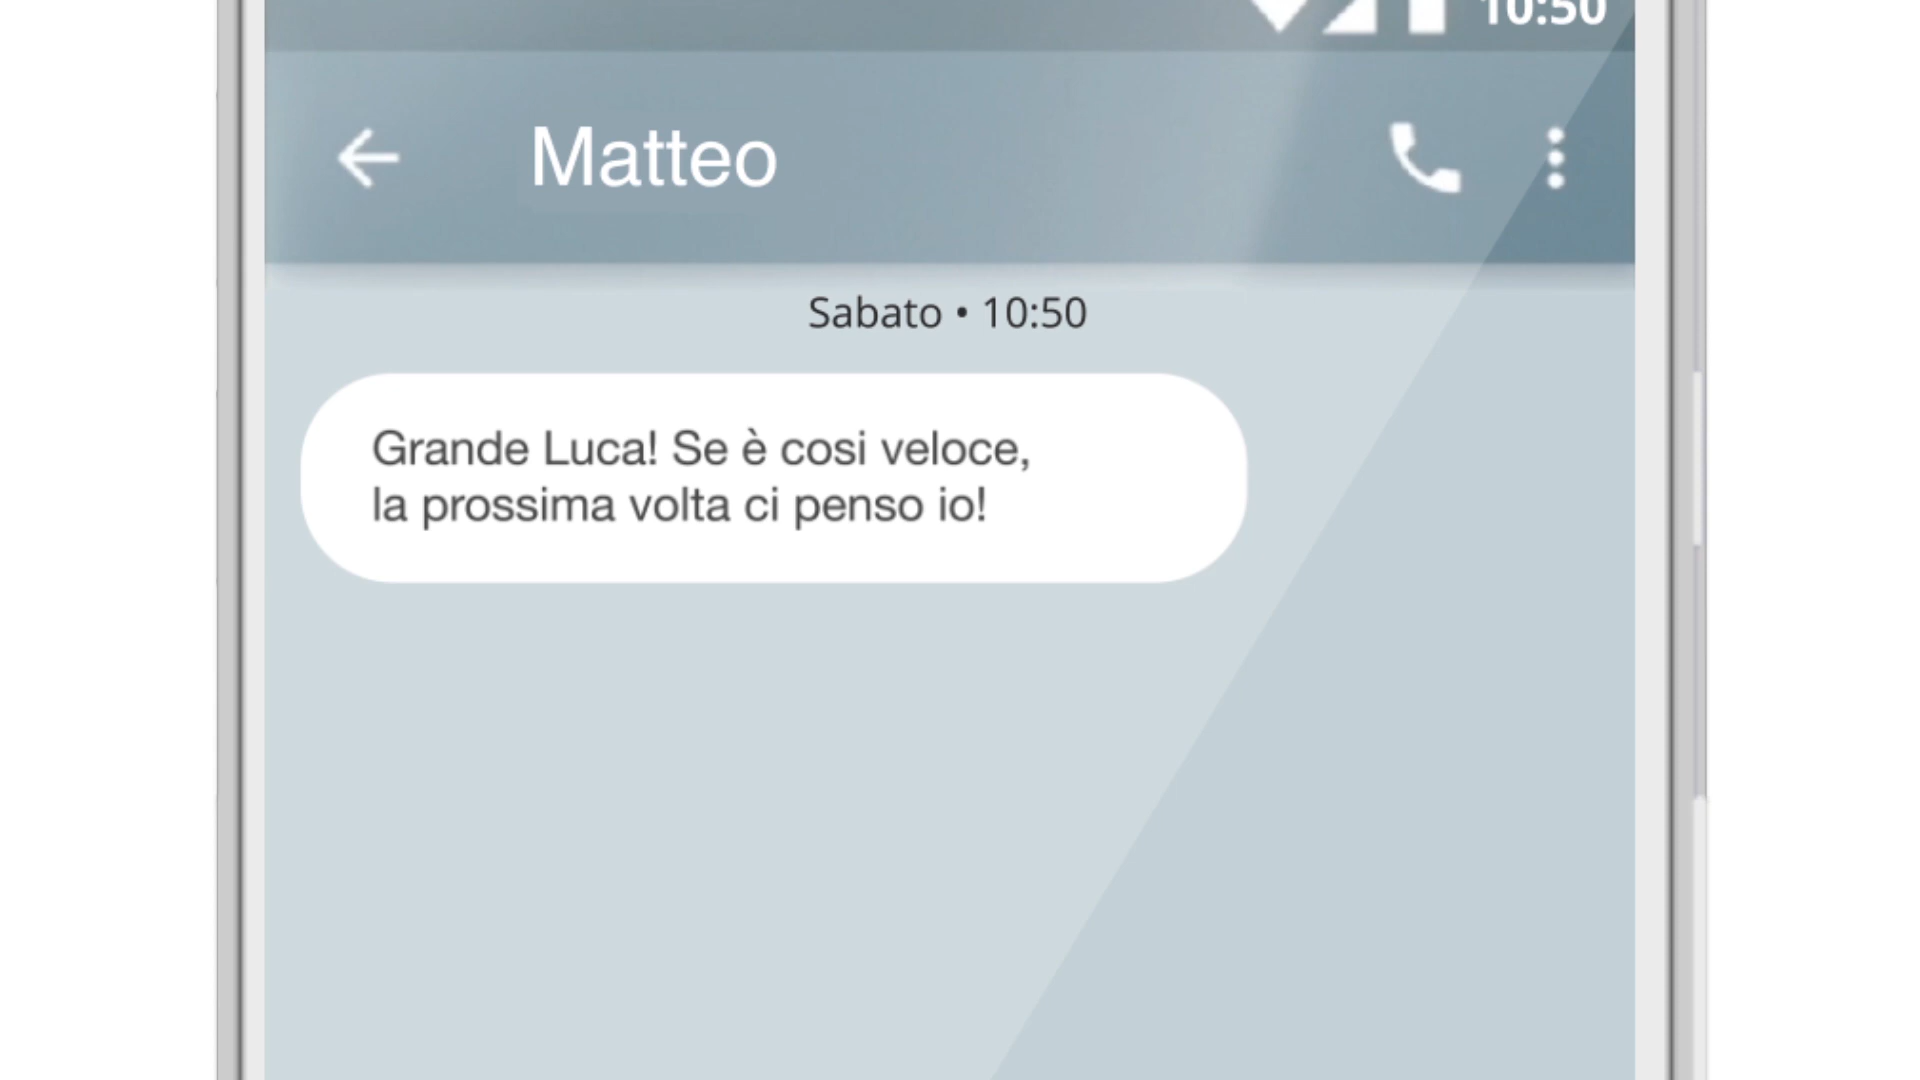 10:50
Matteo
Sabato • 10:50
Grande Luca! Se è cosi veloce,
la prossima volta ci penso io!